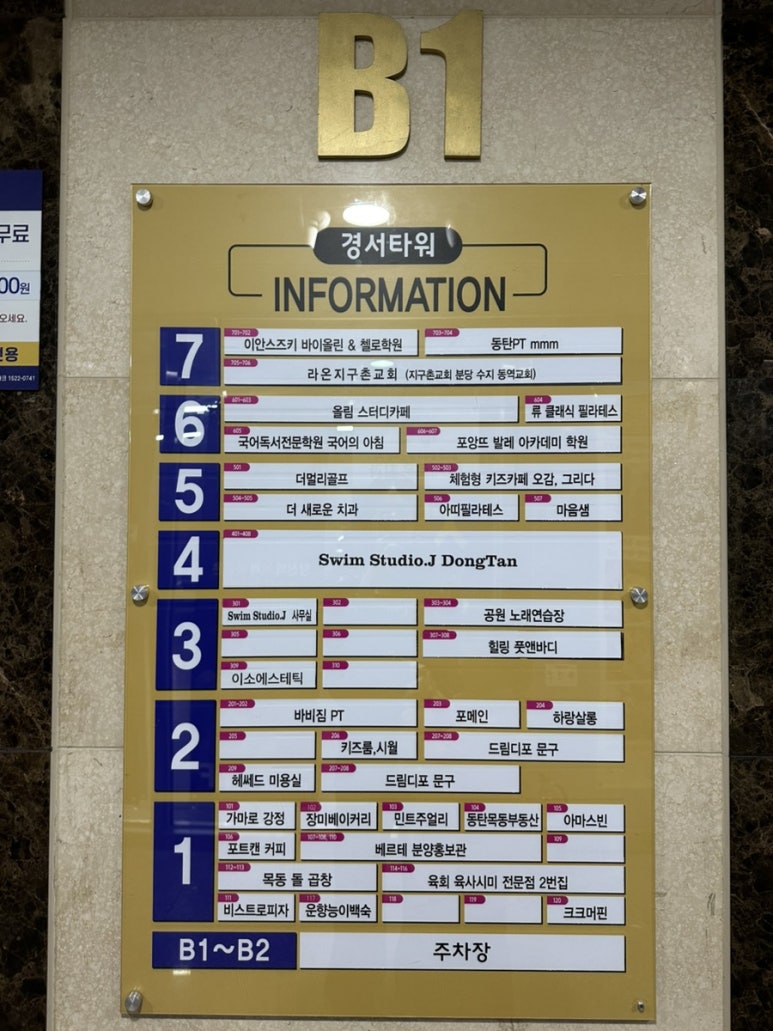 B1
무료
00원
오세요.
전용
1522-0741
경서타워
INFORMATION
7
701~702
이안스즈키 바이올린 & 첼로학원
703~704
동탄PT mmm
705~706
라온지구촌교회 (지구촌교회 분당 수지 동역교회)
6
601~603
올림 스터디카페
604
류 클래식 필라테스
605
국어독서전문학원 국어의 아침
606~607
포앙뜨 발레 아카데미 학원
5
501
더멀리골프
502~503
체험형 키즈카페 오감, 그리다
504~505
더 새로운 치과
506
아띠필라테스
507
마음샘
4
401~408
Swim Studio.J DongTan
3
301
Swim Studio.J 사무실
302
303~304
공원 노래연습장
305
306
307~308
힐링 풋앤바디
309
이소에스테틱
310
2
201~202
바비짐 PT
203
포메인
204
하랑살롱
205
206
키즈룸,시월
207~208
드림디포 문구
209
헤쎄드 미용실
207~208
드림디포 문구
1
101
가마로 강정
102
장미베이커리
103
민트주얼리
104
동탄목동부동산
105
아마스빈
106
포트캔 커피
107~108, 110
베르테 분양홍보관
109
112~113
목동 돌 곱창
114~116
육회 육사시미 전문점 2번집
111
비스트로피자
117
운향능이백숙
118
119
120
크크머핀
B1~B2
주차장